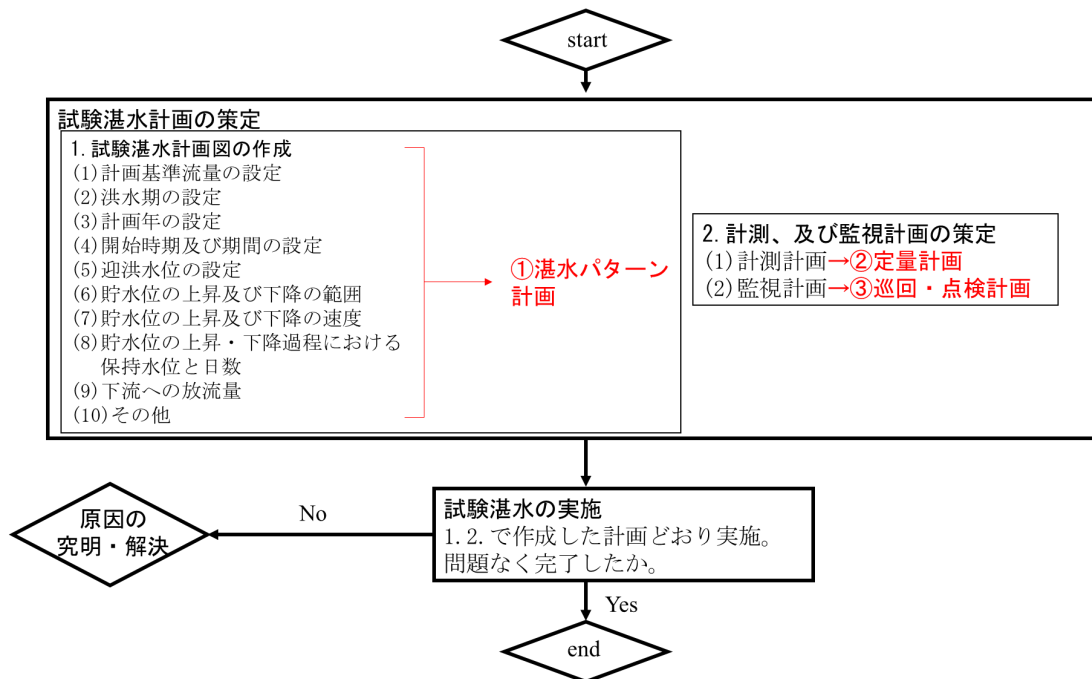 start
試験湛水計画の策定
1. 試験湛水計画図の作成
(1)計画基準流量の設定
(2)洪水期の設定
(3)計画年の設定
(4)開始時期及び期間の設定
(5)迎洪水位の設定
(6)貯水位の上昇及び下降の範囲
(7)貯水位の上昇及び下降の速度
(8)貯水位の上昇・下降過程における
保持水位と日数
(9)下流への放流量
(10)その他
①湛水パターン
計画
2. 計測、及び監視計画の策定
(1)計測計画→②定量計画
(2)監視計画→③巡回・点検計画
試験湛水の実施
1. 2. で作成した計画どおり実施。
問題なく完了したか。
No
原因の
究明・解決
Yes
end